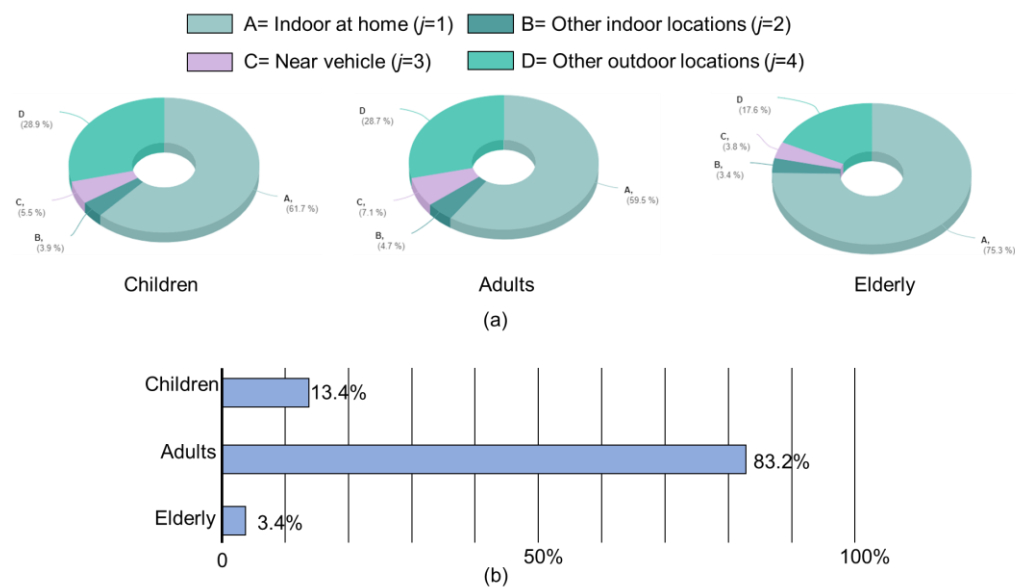 A= Indoor at home (j=1) B= Other indoor locations (j=2)
C= Near vehicle (j=3) D= Other outdoor locations (j=4)
D
(28.9 %)
C,
(5.5 %)
B,
(3.9 %)
A,
(61.7 %)
Children
D
(28.7 %)
C,
(7.1 %)
B,
(4.7 %)
A,
(59.5 %)
Adults
D
(17.6 %)
C,
(3.8 %)
B,
(3.4 %)
A,
(75.3 %)
Elderly
(a)
Children 13.4%
Adults 83.2%
Elderly 3.4%
0 50% 100%
(b)